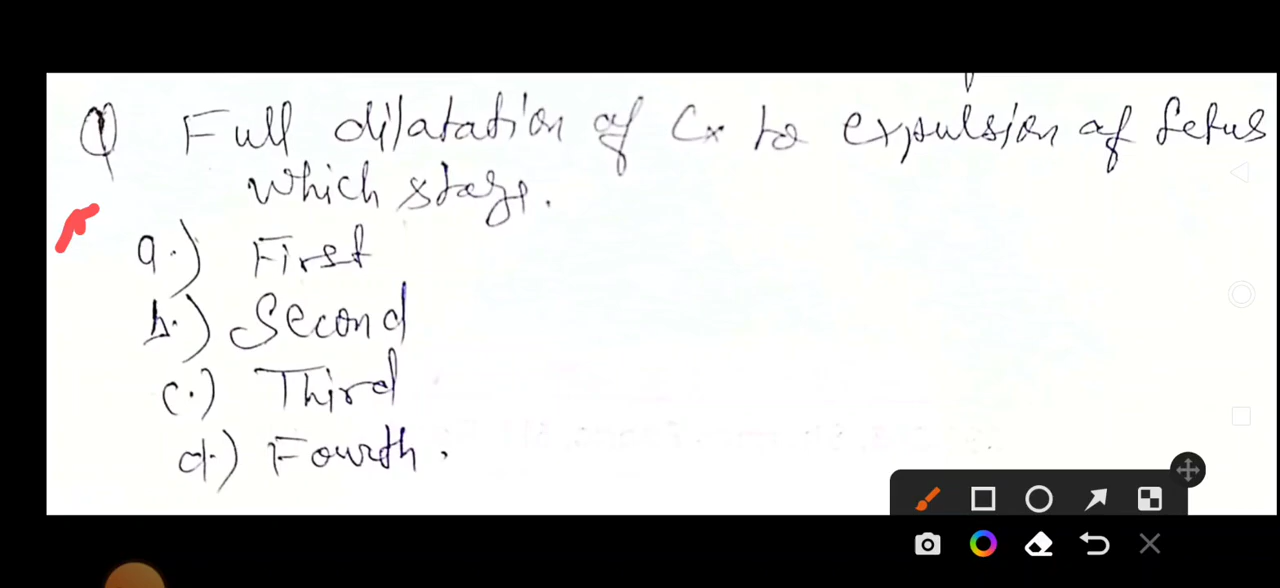 Q Full dilatation of Cx to expulsion of fetus
which stage.
a.) First
b.) Second
c.) Third
d.) Fourth.